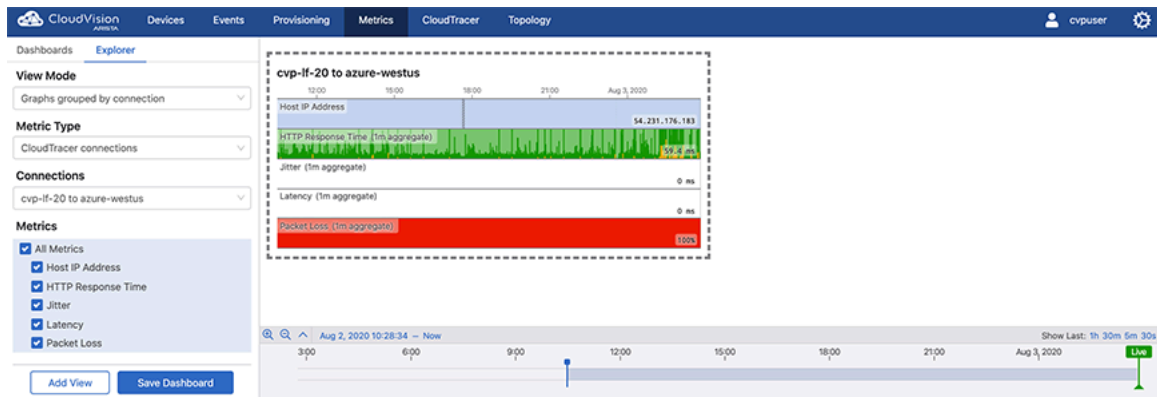 CloudVision
ARISTA
Devices
Events
Provisioning
Metrics
CloudTracer
Topology
cvpuser
Dashboards
Explorer
View Mode
Graphs grouped by connection
Metric Type
CloudTracer connections
Connections
cvp-lf-20 to azure-westus
Metrics
All Metrics
Host IP Address
HTTP Response Time
Jitter
Latency
Packet Loss
Add View
Save Dashboard
cvp-lf-20 to azure-westus
12:00 15:00 18:00 21:00 Aug 3, 2020
Host IP Address
54.231.176.183
HTTP Response Time (1m aggregate)
59.4 ms
Jitter (1m aggregate)
0 ms
Latency (1m aggregate)
0 ms
Packet Loss (1m aggregate)
100%
Aug 2, 2020 10:28:34 – Now
Show Last: 1h 30m 5m 30s
3:00 6:00 9:00 12:00 15:00 18:00 21:00 Aug 3, 2020
Live